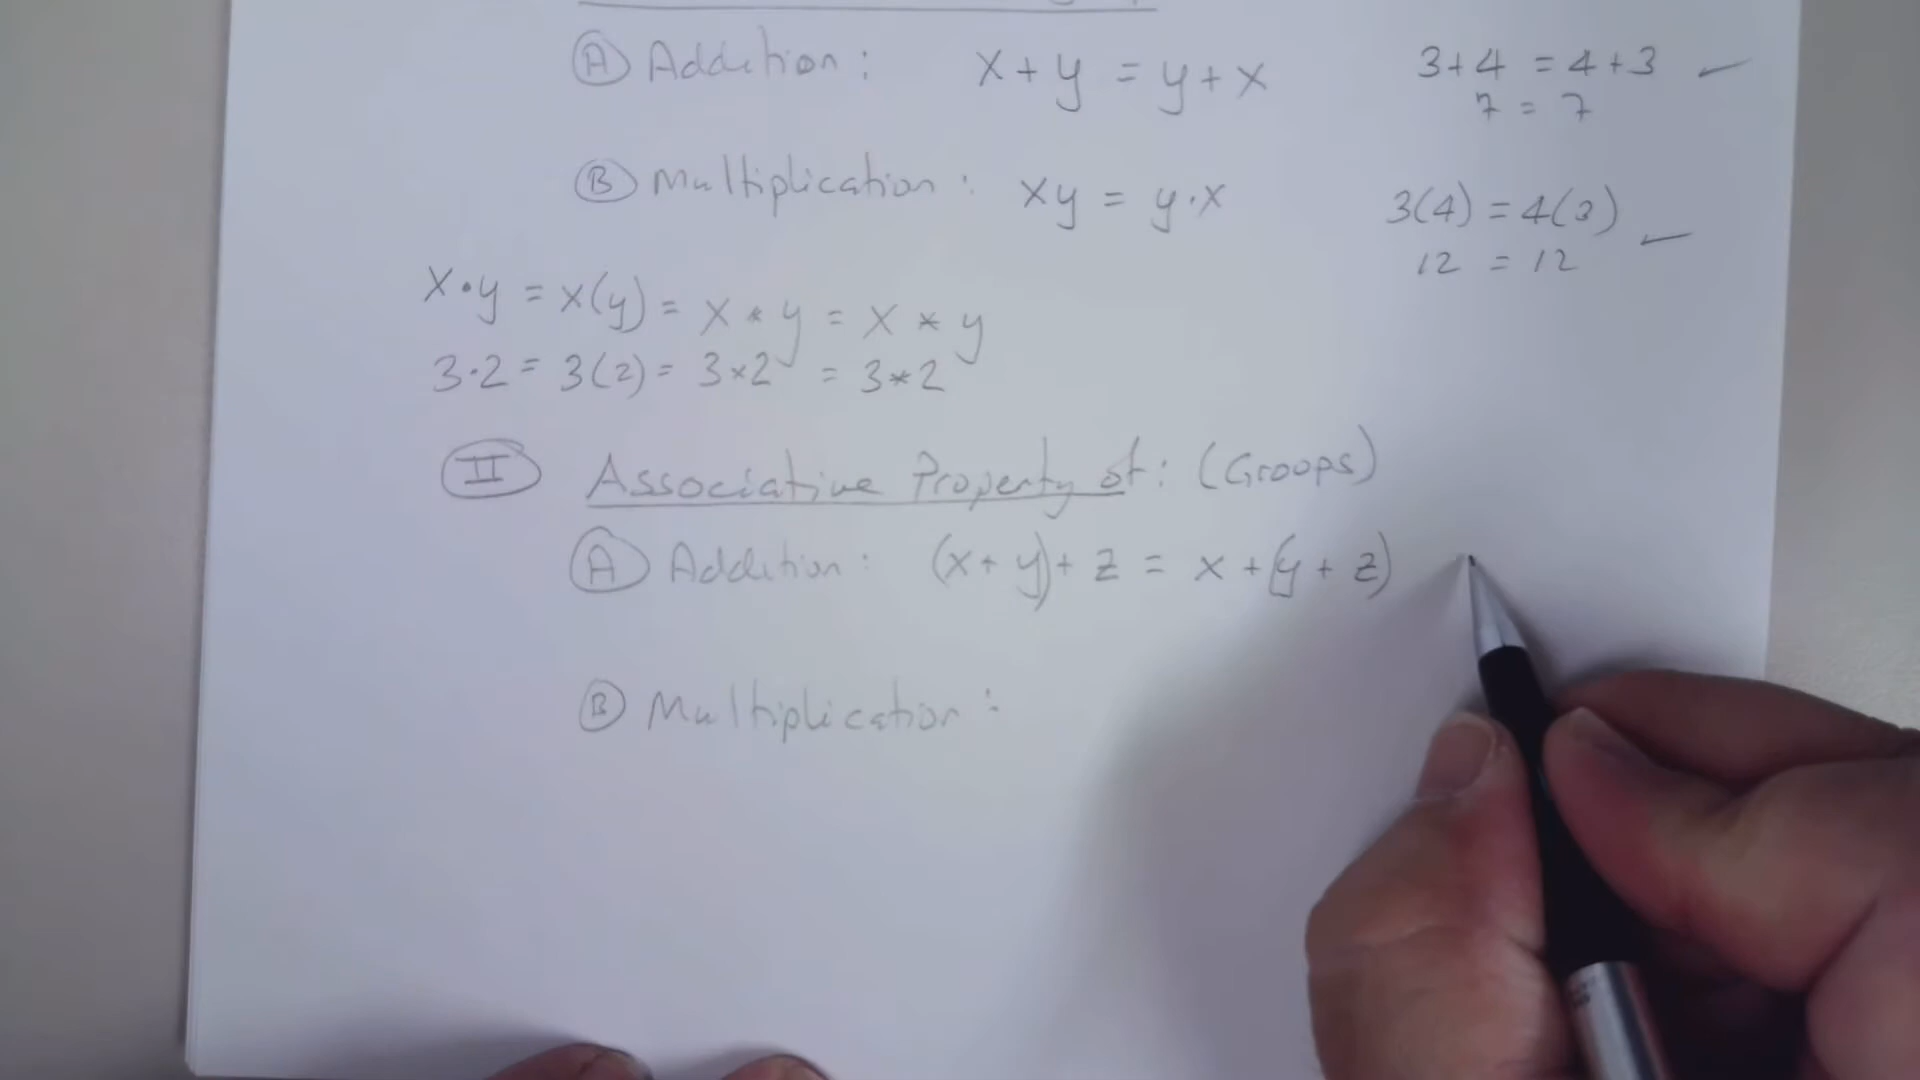 Ⓐ Addition: x + y = y + x 3+4 = 4+3
7 = 7
Ⓑ Multiplication: xy = y·x 3(4) = 4(3)
12 = 12
x·y = x(y) = x * y = x * y
3·2 = 3(2) = 3×2 = 3*2
II Associative Property of: (Groops)
Ⓐ Addition: (x + y) + z = x + (y + z)
Ⓑ Multiplication: